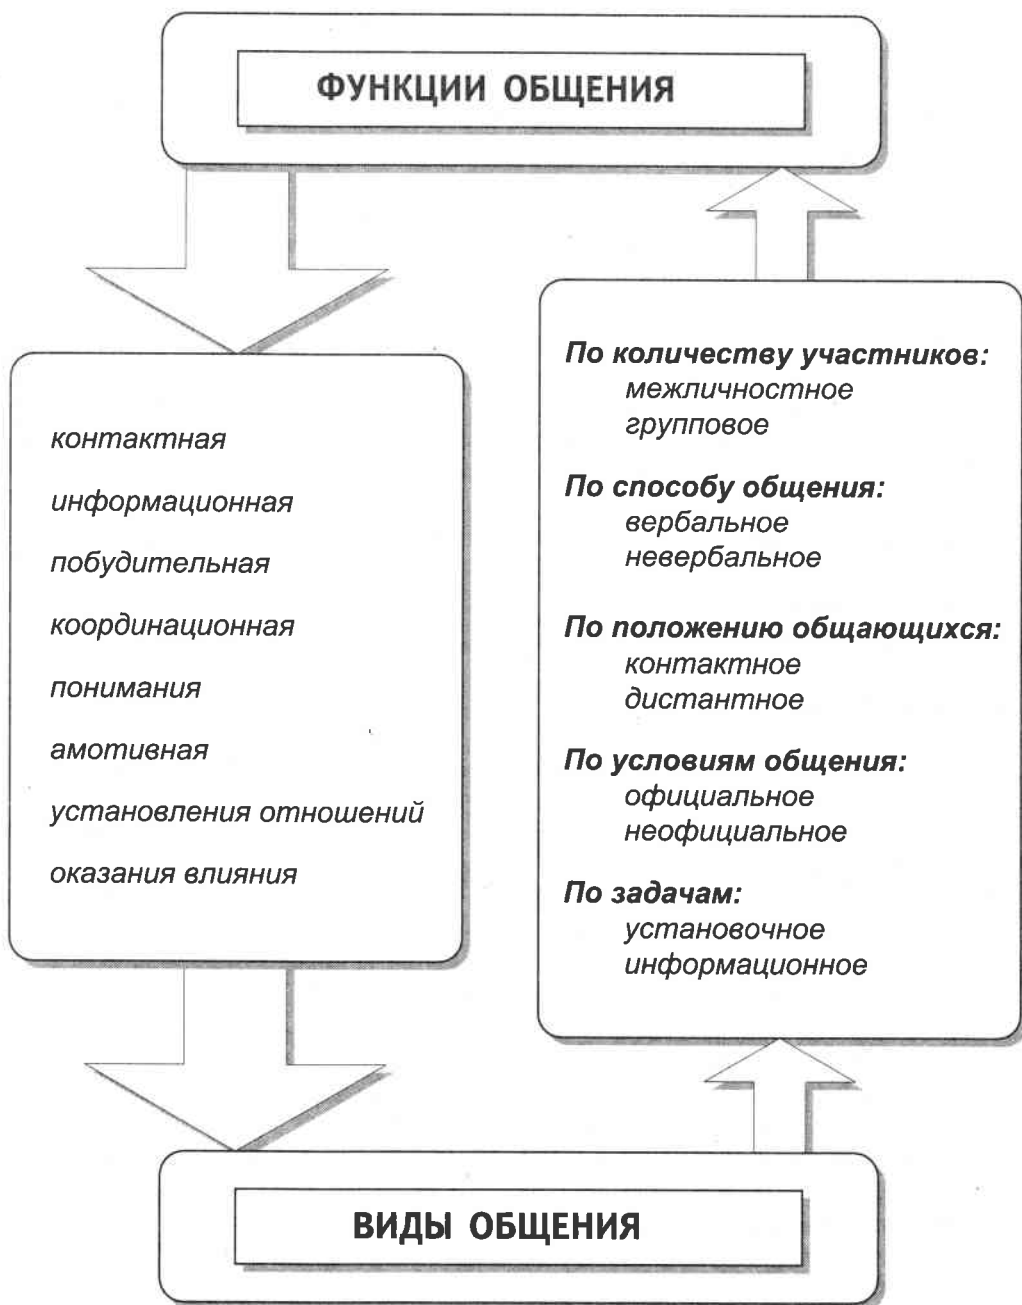 ФУНКЦИИ ОБЩЕНИЯ
контактная
информационная
побудительная
координационная
понимания
амотивная
установления отношений
оказания влияния
По количеству участников:
межличностное
групповое
По способу общения:
вербальное
невербальное
По положению общающихся:
контактное
дистантное
По условиям общения:
официальное
неофициальное
По задачам:
установочное
информационное
ВИДЫ ОБЩЕНИЯ